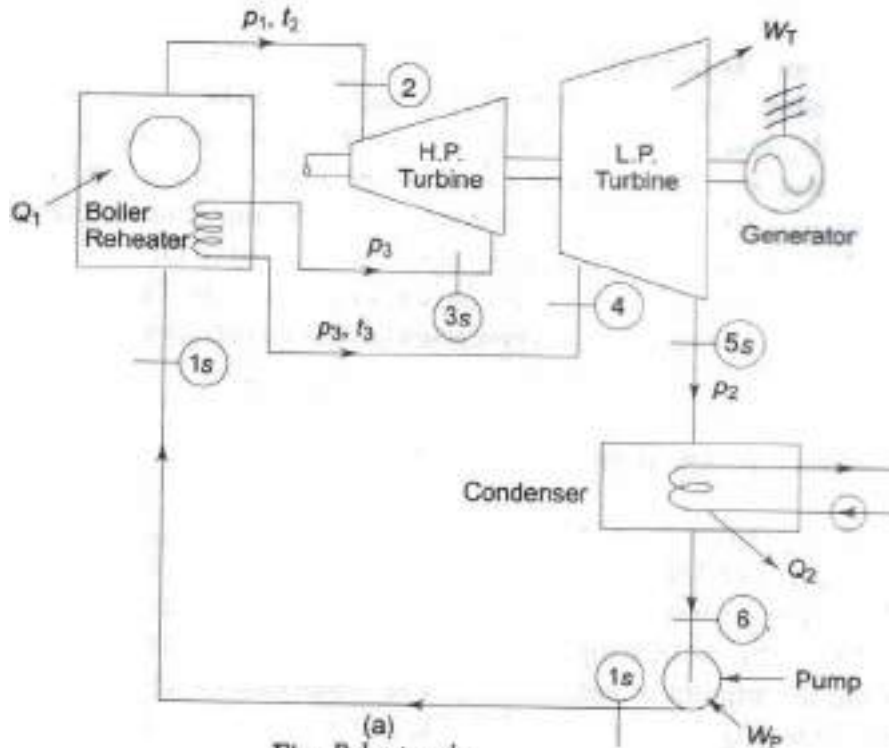 p1, t2
2
WT
H.P.
Turbine
L.P.
Turbine
Q1
Boiler
Reheater
Generator
p3
3s
4
p3, t3
1s
5s
p2
Condenser
Q2
6
1s
Pump
(a)
WP